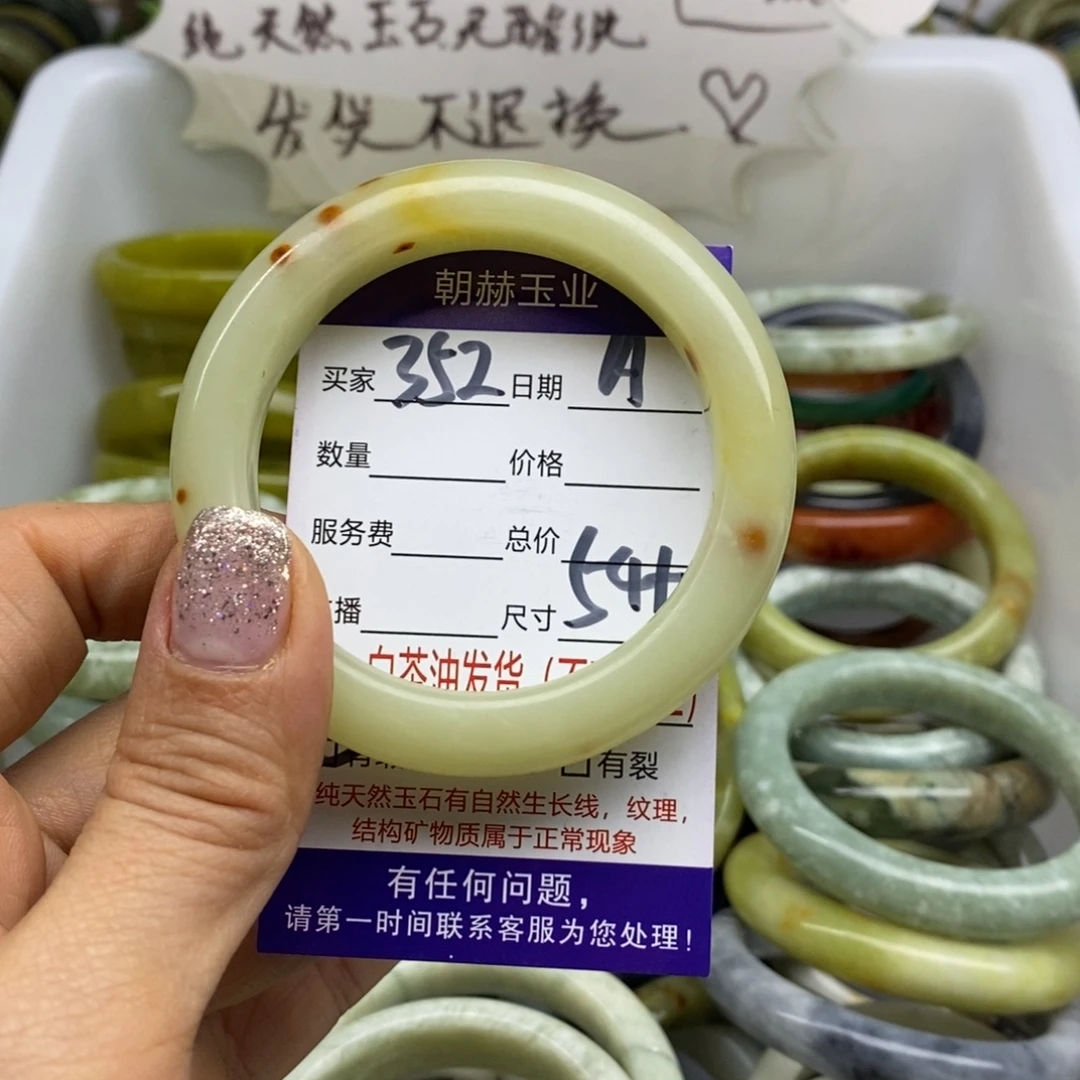 纯天然玉石无酸洗
发货不退换
朝赫玉业
买家 352 日期 A
数量 价格
服务费 总价
播 尺寸 54
白茶油发货（不
有 有裂
纯天然玉石有自然生长线，纹理，
结构矿物质属于正常现象
有任何问题，
请第一时间联系客服为您处理！